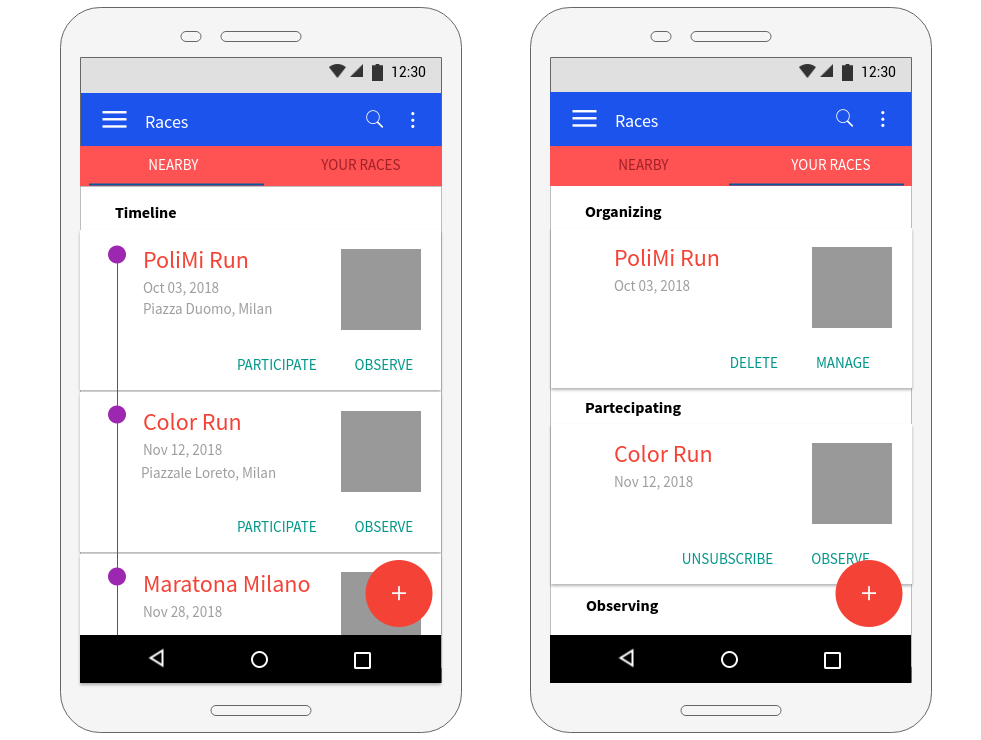 12:30
Races
NEARBY YOUR RACES
Timeline
PoliMi Run
Oct 03, 2018
Piazza Duomo, Milan
PARTICIPATE OBSERVE
Color Run
Nov 12, 2018
Piazzale Loreto, Milan
PARTICIPATE OBSERVE
Maratona Milano
Nov 28, 2018
+
12:30
Races
NEARBY YOUR RACES
Organizing
PoliMi Run
Oct 03, 2018
DELETE MANAGE
Partecipating
Color Run
Nov 12, 2018
UNSUBSCRIBE OBSERVE
+
Observing